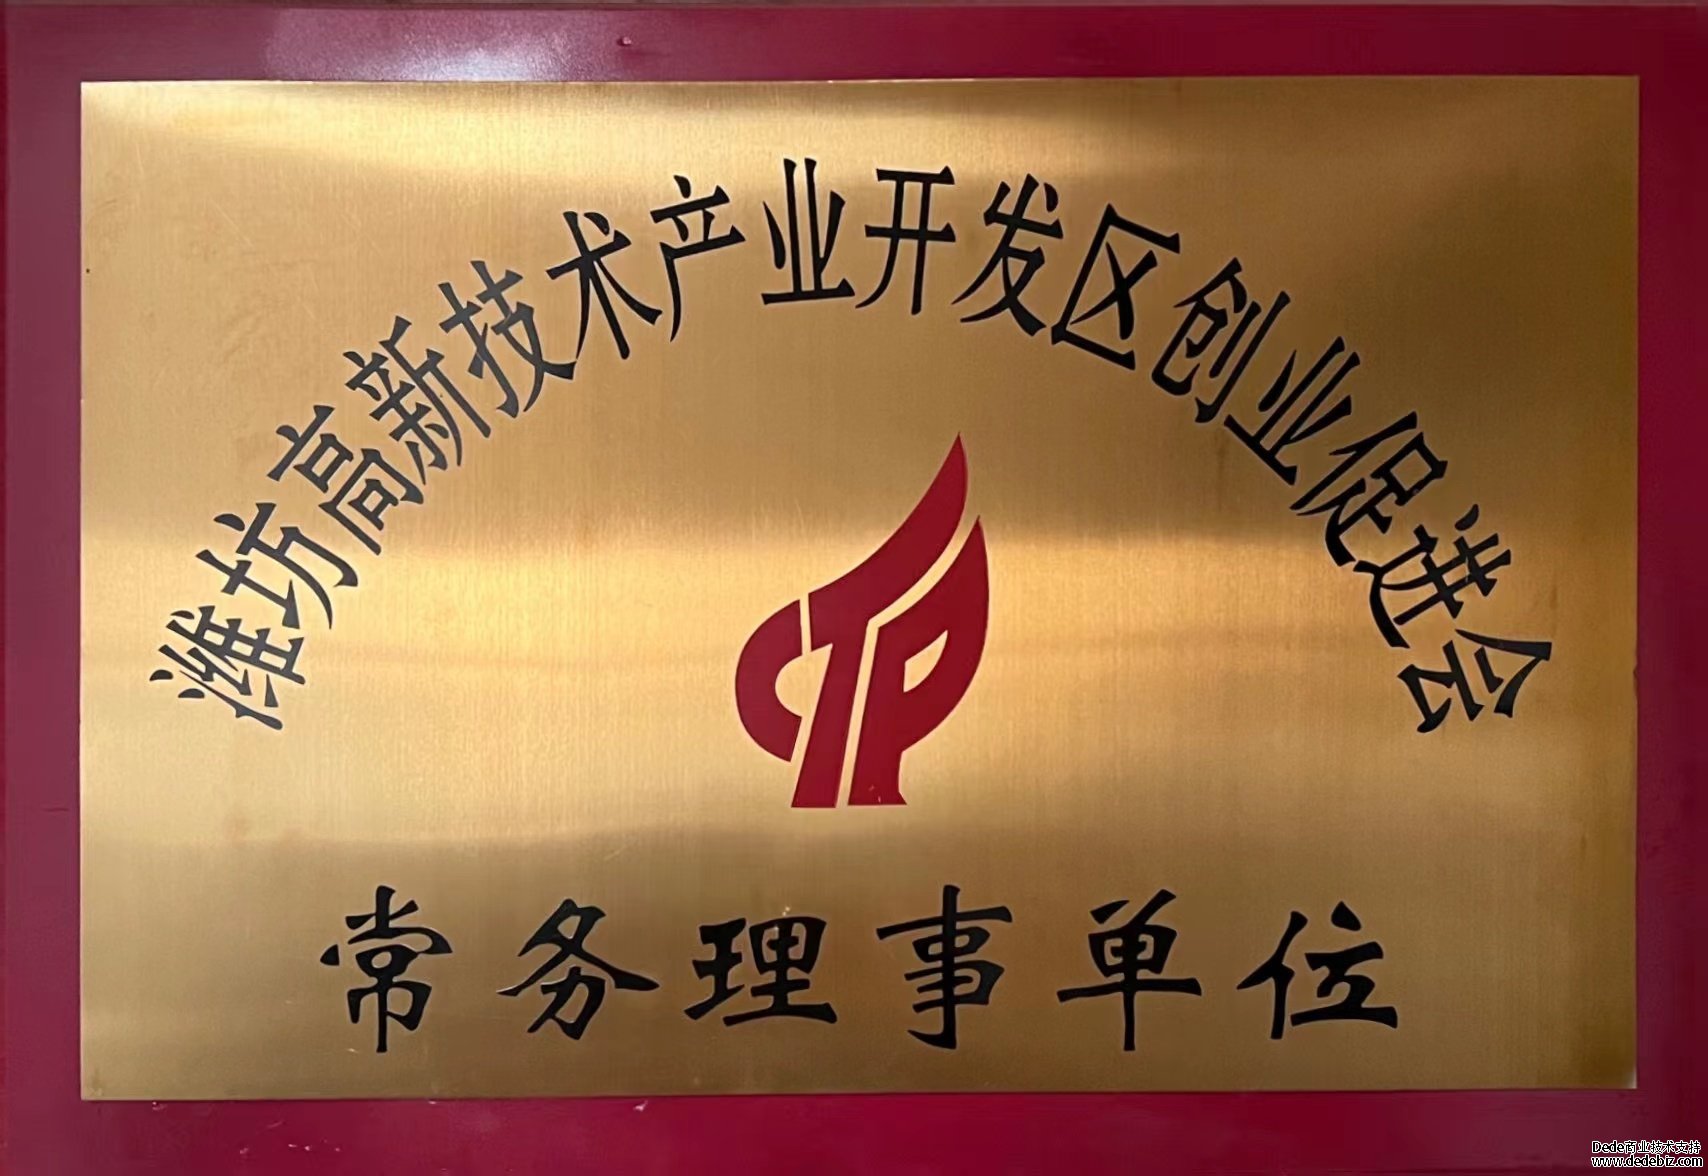 潍坊高新技术产业开发区创业促进会
CTP
常务理事单位
Dede商业技术支持
www.dedebiz.com